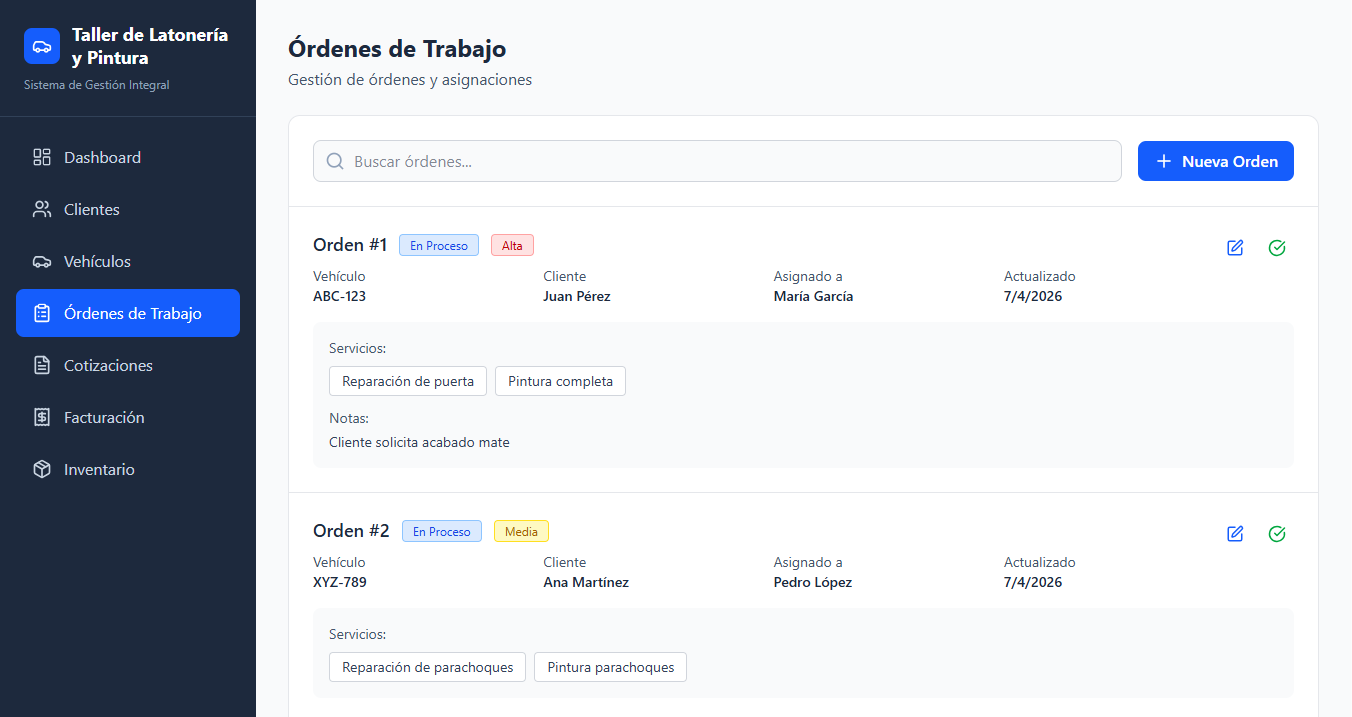 Taller de Latonería
y Pintura
Sistema de Gestión Integral
Dashboard
Clientes
Vehículos
Órdenes de Trabajo
Cotizaciones
Facturación
Inventario
Órdenes de Trabajo
Gestión de órdenes y asignaciones
Buscar órdenes...
Nueva Orden
Orden #1 En Proceso Alta
Vehículo Cliente Asignado a Actualizado
ABC-123 Juan Pérez María García 7/4/2026
Servicios:
Reparación de puerta Pintura completa
Notas:
Cliente solicita acabado mate
Orden #2 En Proceso Media
Vehículo Cliente Asignado a Actualizado
XYZ-789 Ana Martínez Pedro López 7/4/2026
Servicios:
Reparación de parachoques Pintura parachoques